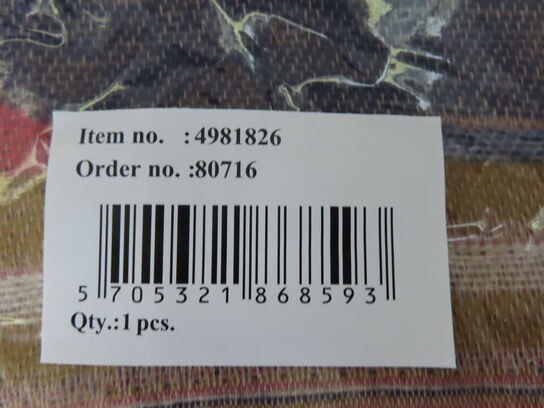 Item no. :4981826
Order no. :80716
5 705321 868593
Qty.:1 pcs.